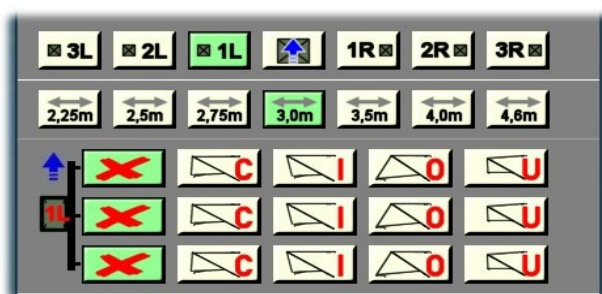 3L 2L 1L 1R 2R 3R
2,25m 2,5m 2,75m 3,0m 3,5m 4,0m 4,6m
C I O U
1L C I O U
C I O U